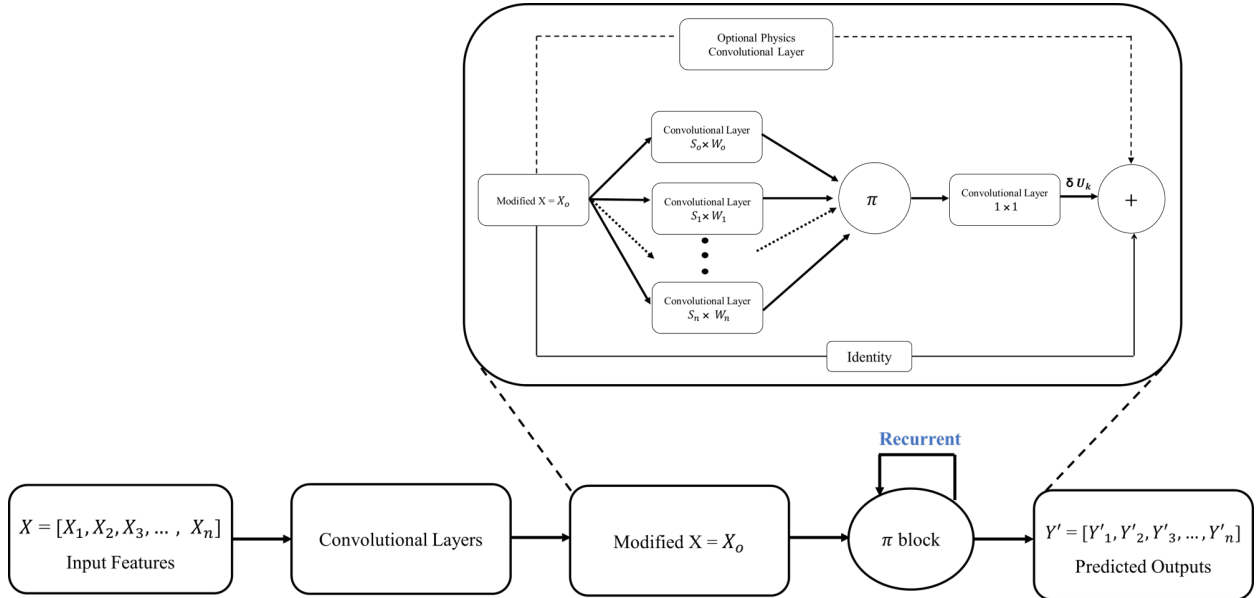 Optional Physics
Convolutional Layer
Convolutional Layer
S_o × W_o
Modified X = X_o
Convolutional Layer
S_1 × W_1
π
Convolutional Layer
1 × 1
δ U_k
+
Convolutional Layer
S_n × W_n
Identity
Recurrent
X = [X_1, X_2, X_3, … , X_n]
Input Features
Convolutional Layers
Modified X = X_o
π block
Y' = [Y'_1, Y'_2, Y'_3, …, Y'_n]
Predicted Outputs